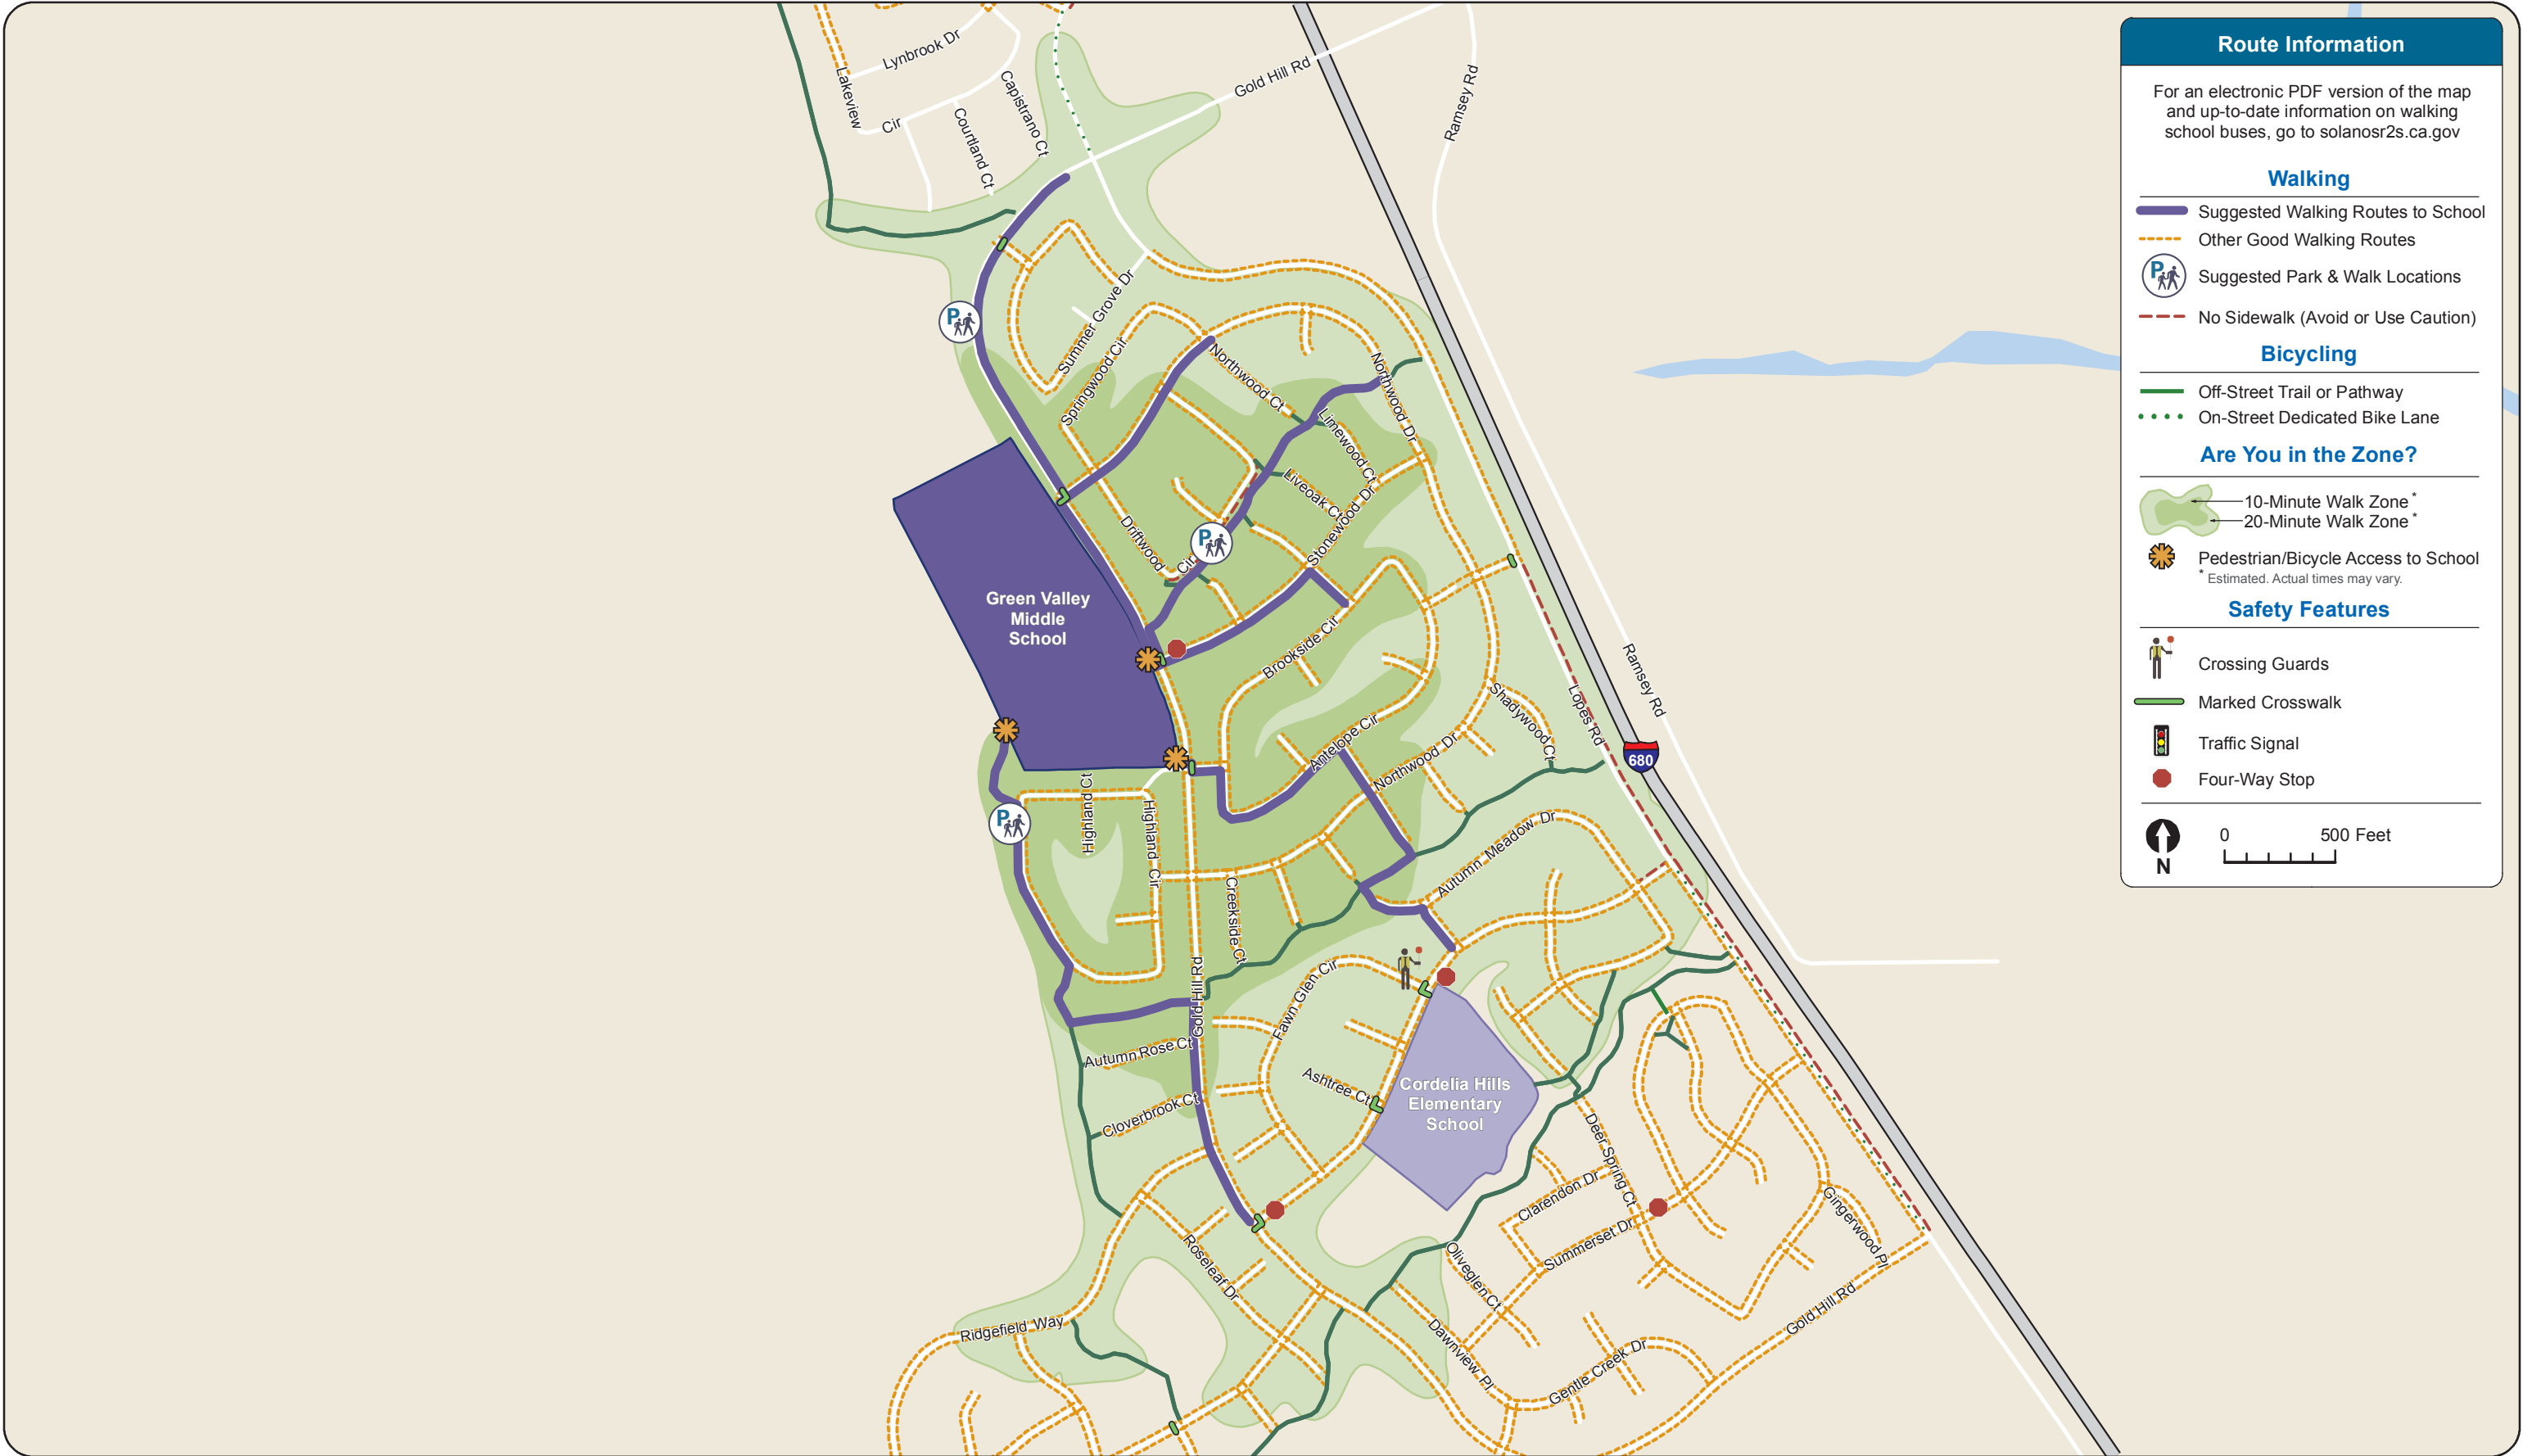 Lynbrook Dr
Lakeview
Cir
Capistrano Ct
Courtland Ct
Gold Hill Rd
Ramsey Rd
Summer Grove Dr
Springwood Cir
Northwood Ct
Northwood Dr
Limewood Ct
Liveoak Ct
Stonewood Dr
Driftwood
Cir
P
P
Green Valley
Middle
School
Brookside Cir
Shadywood Ct
Lopes Rd
Ramsey Rd
680
Antelope Cir
Northwood Dr
P
Highland Ct
Highland Cir
Creekside Ct
Autumn Meadow Dr
Gold Hill Rd
Fawn Glen Cir
Autumn Rose Ct
Cloverbrook Ct
Ashtree Ct
Cordelia Hills
Elementary
School
Deer Spring Ct
Clarendon Dr
Summerset Dr
Gingerwood Pl
Oliveglen Ct
Roseleaf Dr
Ridgefield Way
Dawnview Pl
Gentle Creek Dr
Gold Hill Rd
Route Information
For an electronic PDF version of the map
and up-to-date information on walking
school buses, go to solanosr2s.ca.gov
Walking
Suggested Walking Routes to School
Other Good Walking Routes
P
Suggested Park & Walk Locations
No Sidewalk (Avoid or Use Caution)
Bicycling
Off-Street Trail or Pathway
On-Street Dedicated Bike Lane
Are You in the Zone?
10-Minute Walk Zone *
20-Minute Walk Zone *
Pedestrian/Bicycle Access to School
* Estimated. Actual times may vary.
Safety Features
Crossing Guards
Marked Crosswalk
Traffic Signal
Four-Way Stop
N
0 500 Feet